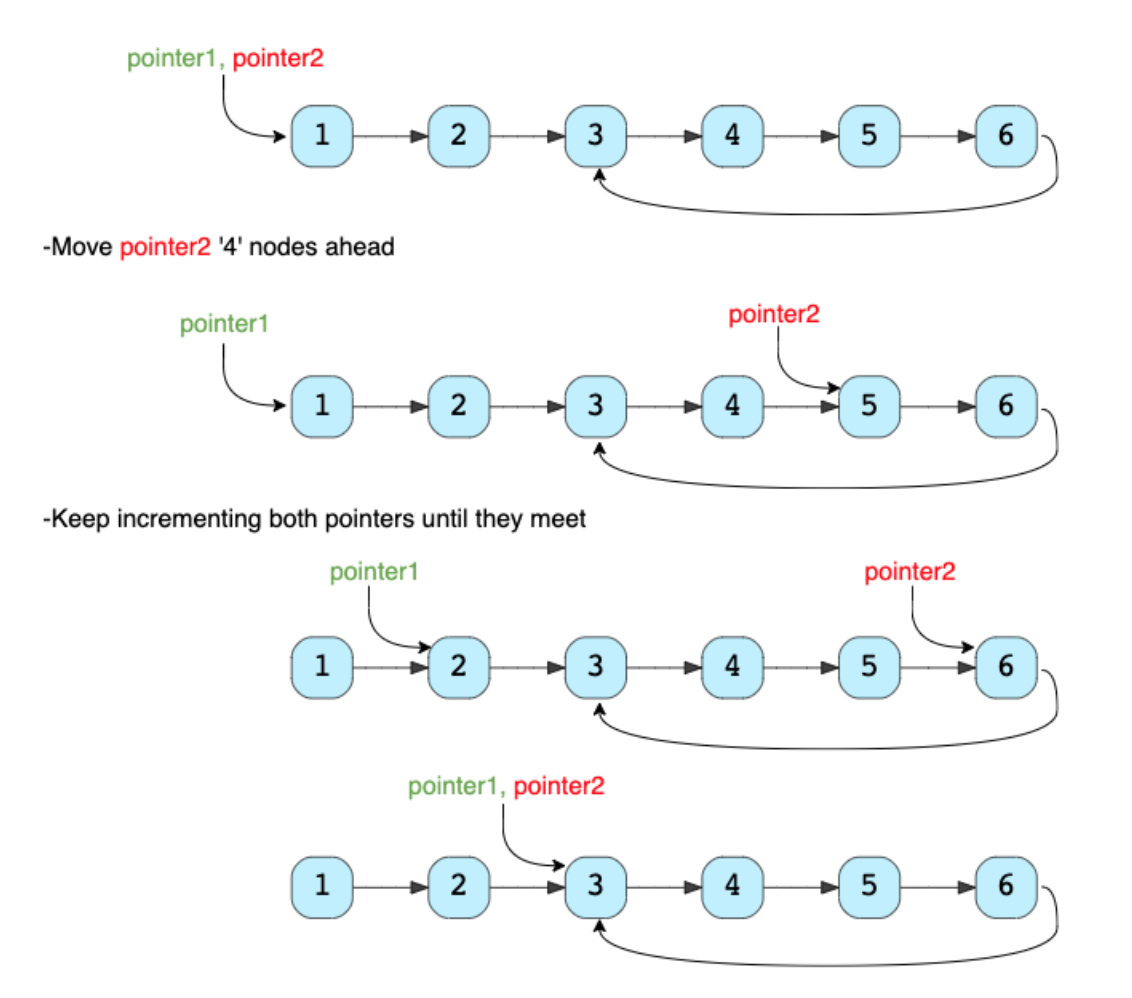 pointer1, pointer2
1 2 3 4 5 6
-Move pointer2 '4' nodes ahead
pointer1 pointer2
1 2 3 4 5 6
-Keep incrementing both pointers until they meet
pointer1 pointer2
1 2 3 4 5 6
pointer1, pointer2
1 2 3 4 5 6